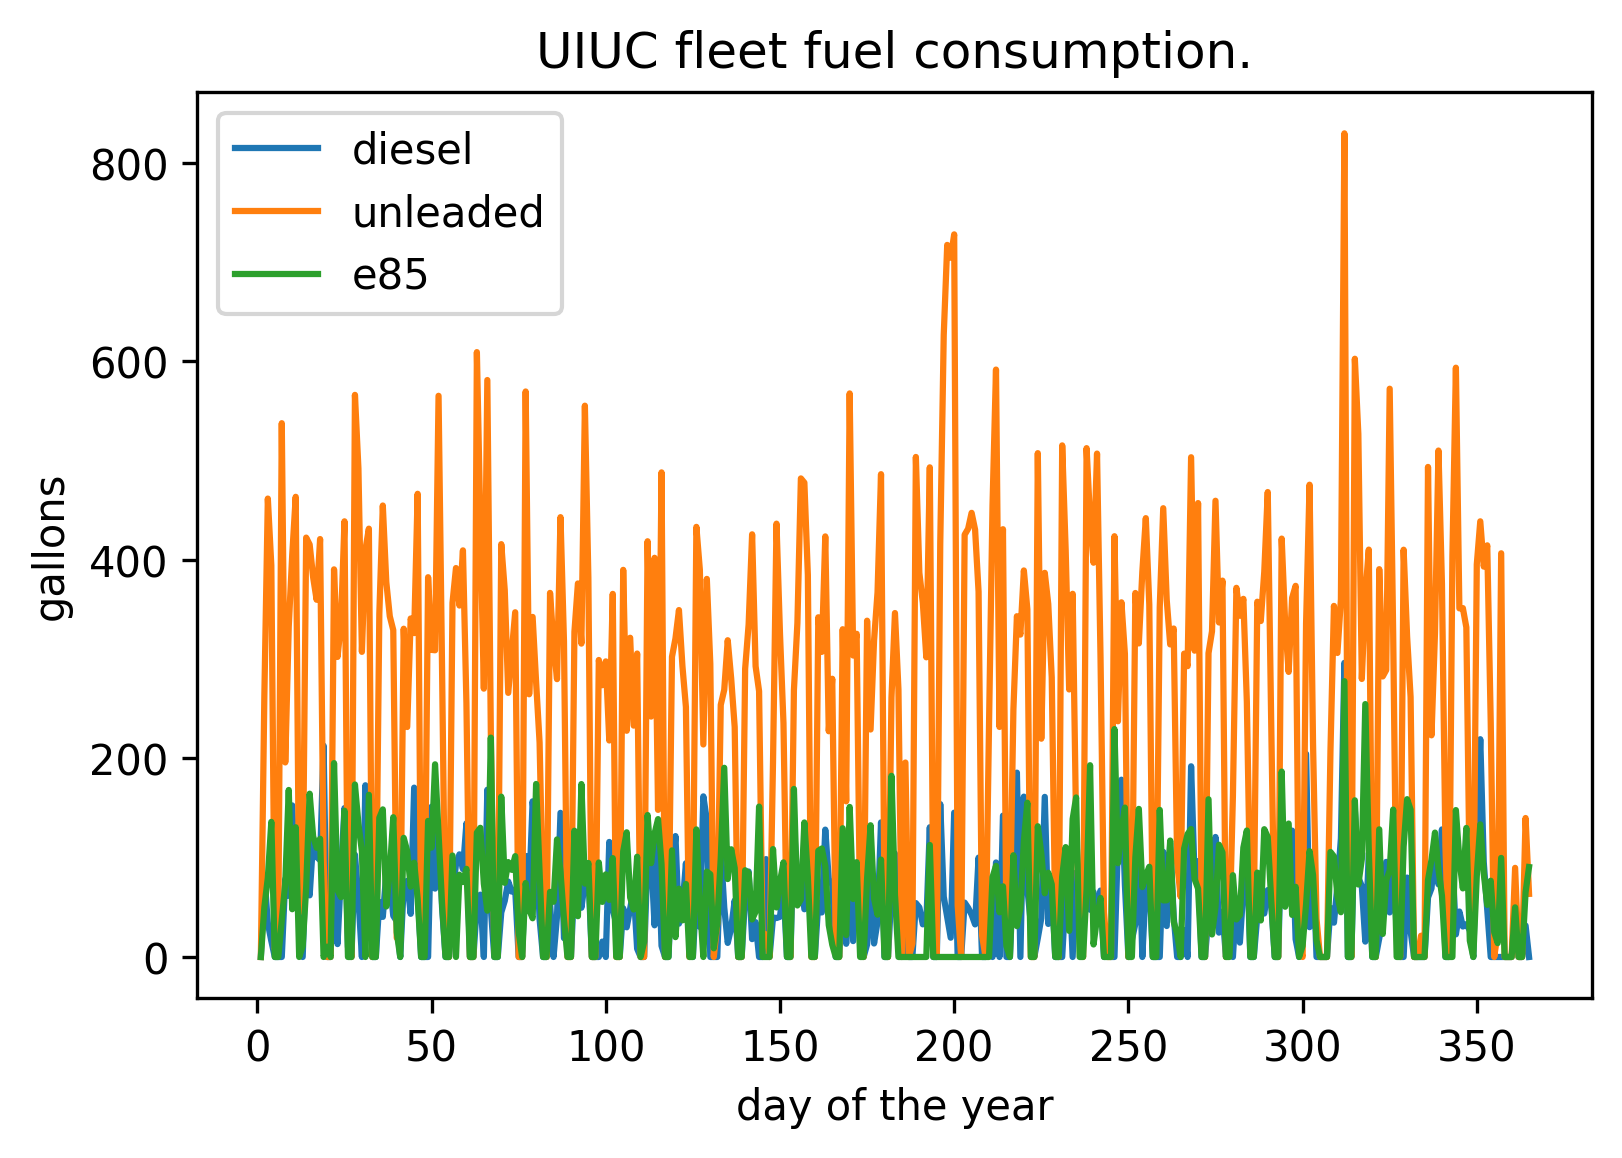 UIUC fleet fuel consumption.
diesel
unleaded
e85
800
600
400
200
0
gallons
0 50 100 150 200 250 300 350
day of the year